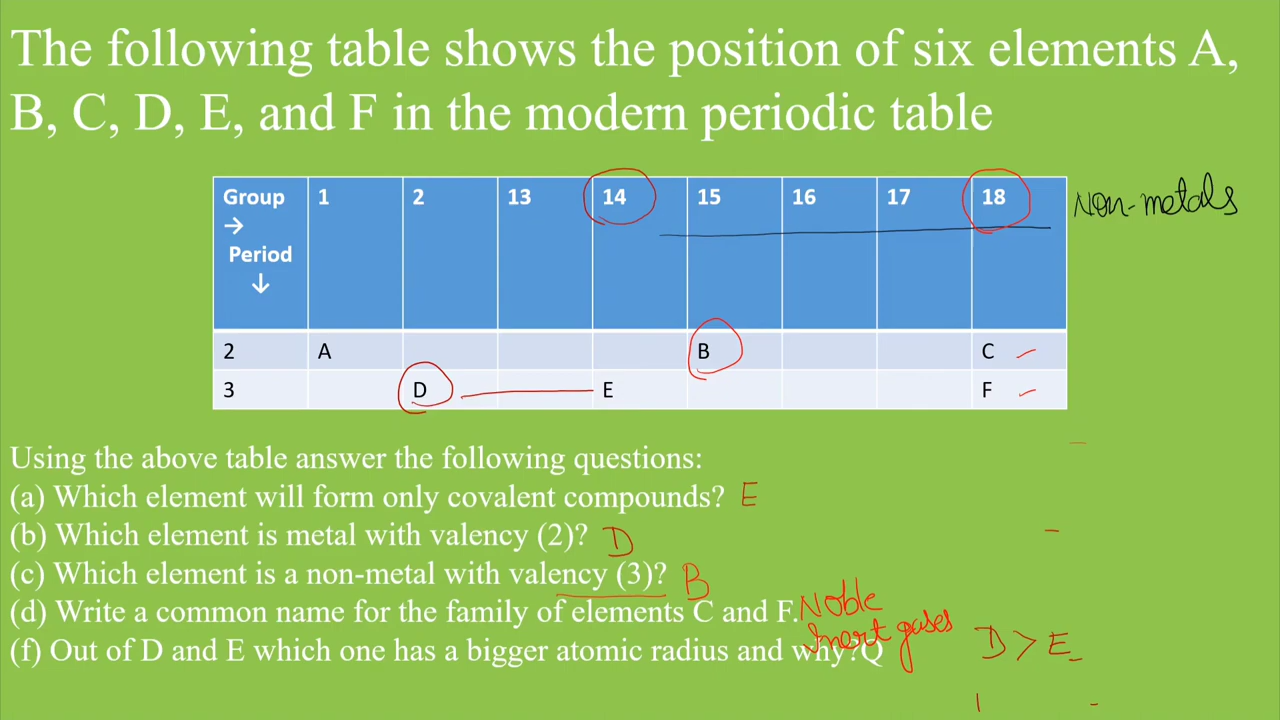 The following table shows the position of six elements A,
B, C, D, E, and F in the modern periodic table
Group → Period ↓ 1 2 13 14 15 16 17 18 Non-metals
2 A B C
3 D E F
Using the above table answer the following questions:
(a) Which element will form only covalent compounds? E
(b) Which element is metal with valency (2)? D
(c) Which element is a non-metal with valency (3)? B
(d) Write a common name for the family of elements C and F. Noble
Inert gases
(f) Out of D and E which one has a bigger atomic radius and why?Q D > E